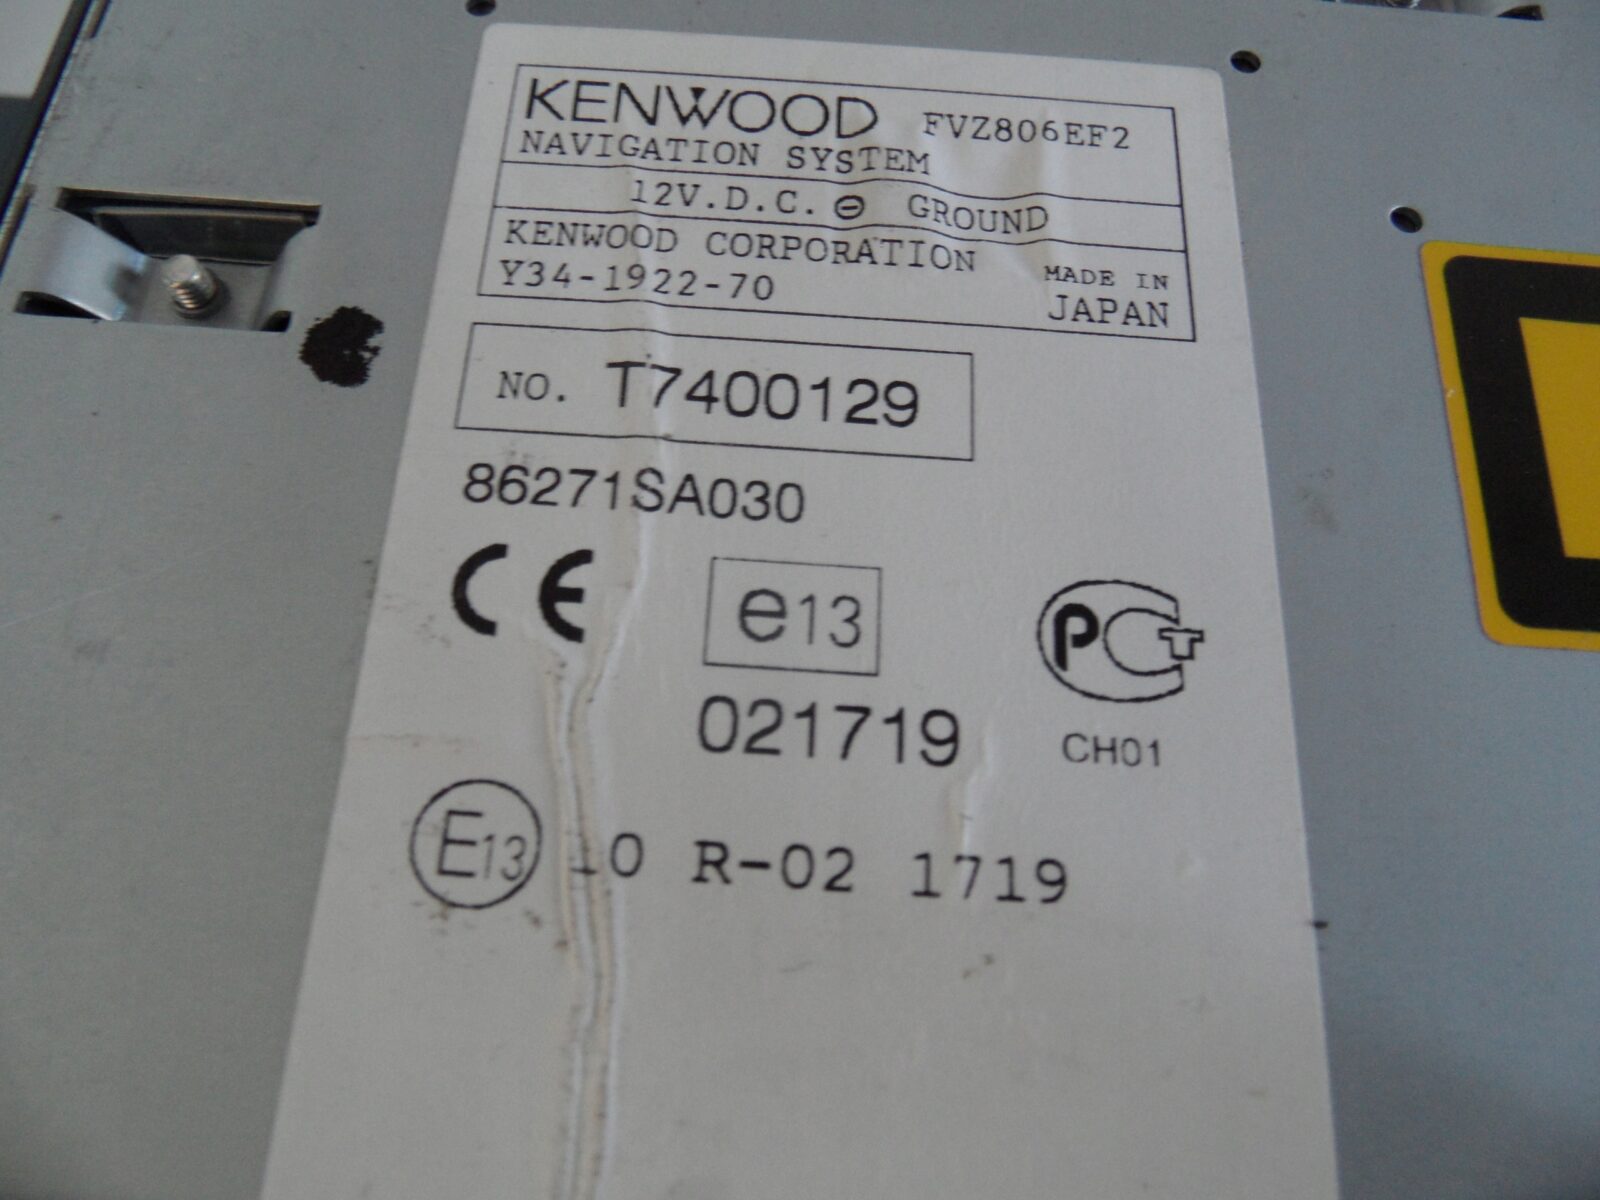 KENWOOD FVZ806EF2
NAVIGATION SYSTEM
12V.D.C. ⊖ GROUND
KENWOOD CORPORATION
Y34-1922-70
MADE IN
JAPAN
NO. T7400129
86271SA030
CE
e13
PCT
021719
CH01
E13 10 R-02 1719